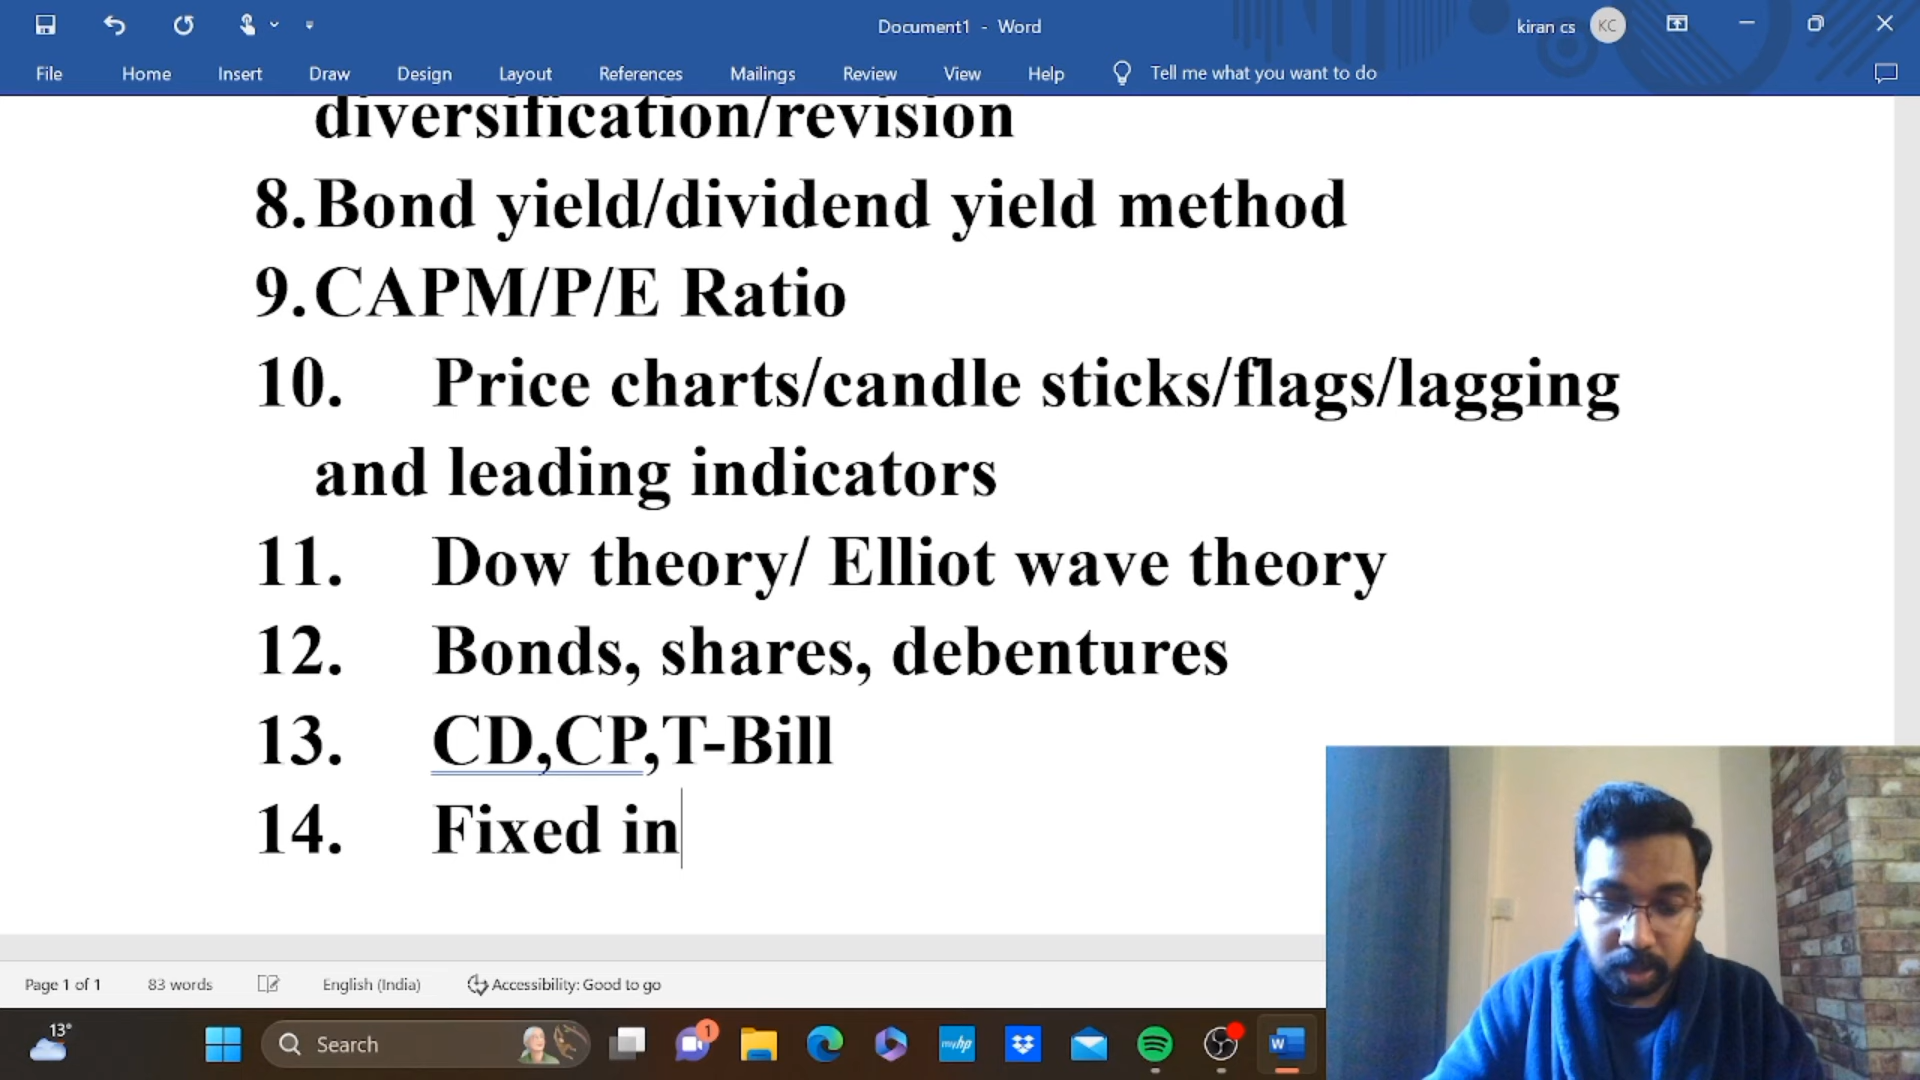 Document1 - Word
kiran cs KC
File Home Insert Draw Design Layout References Mailings Review View Help Tell me what you want to do
diversification/revision
8. Bond yield/dividend yield method
9. CAPM/P/E Ratio
10. Price charts/candle sticks/flags/lagging
and leading indicators
11. Dow theory/ Elliot wave theory
12. Bonds, shares, debentures
13. CD,CP,T-Bill
14. Fixed in
Page 1 of 1 83 words English (India) Accessibility: Good to go
13°
Search
1
myhp
W